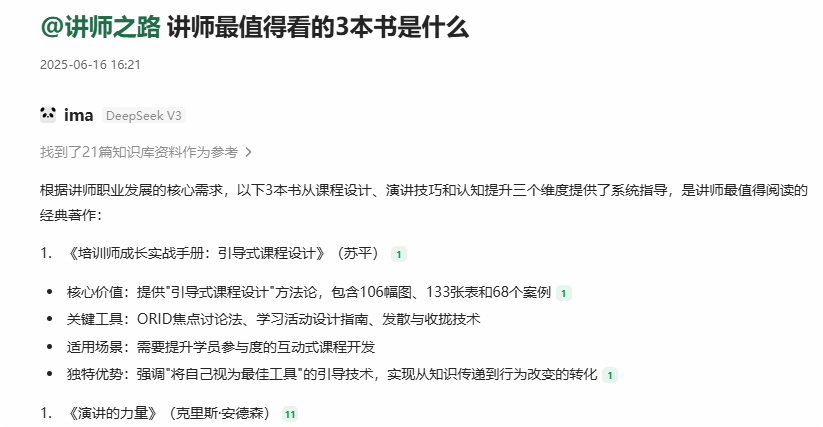 @讲师之路 讲师最值得看的3本书是什么
2025-06-16 16:21
ima DeepSeek V3
找到了21篇知识库资料作为参考 >
根据讲师职业发展的核心需求，以下3本书从课程设计、演讲技巧和认知提升三个维度提供了系统指导，是讲师最值得阅读的
经典著作：
1. 《培训师成长实战手册：引导式课程设计》（苏平） 1
• 核心价值：提供"引导式课程设计"方法论，包含106幅图、133张表和68个案例 1
• 关键工具：ORID焦点讨论法、学习活动设计指南、发散与收拢技术
• 适用场景：需要提升学员参与度的互动式课程开发
• 独特优势：强调"将自己视为最佳工具"的引导技术，实现从知识传递到行为改变的转化 1
1. 《演讲的力量》（克里斯·安德森） 11